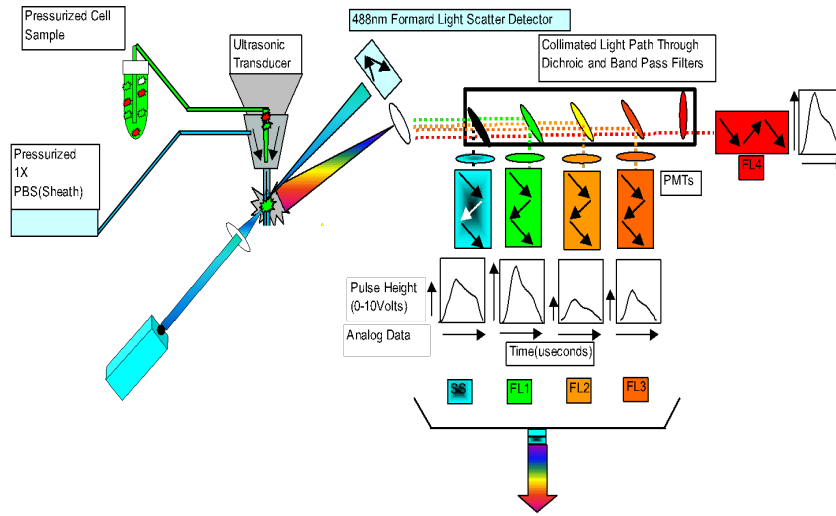 Pressurized Cell
Sample
Ultrasonic
Transducer
488nm Forward Light Scatter Detector
Collimated Light Path Through
Dichroic and Band Pass Filters
Pressurized
1X
PBS(Sheath)
FL4
PMTs
Pulse Height
(0-10Volts)
Analog Data
Time(useconds)
SS
FL1
FL2
FL3